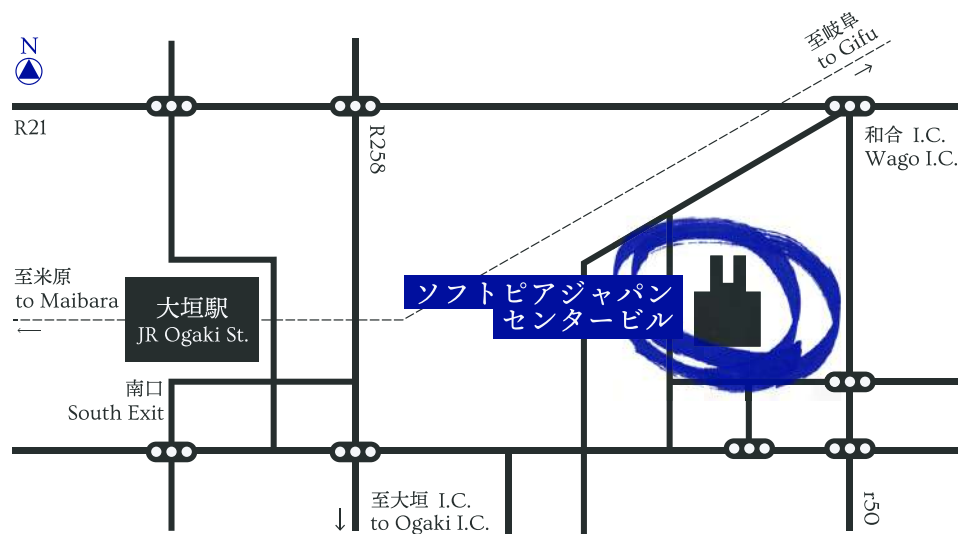 N
至岐阜
to Gifu
→
R21
R258
和合 I.C.
Wago I.C.
至米原
to Maibara
←
大垣駅
JR Ogaki St.
ソフトピアジャパン
センタービル
南口
South Exit
至大垣 I.C.
to Ogaki I.C.
↓
r50